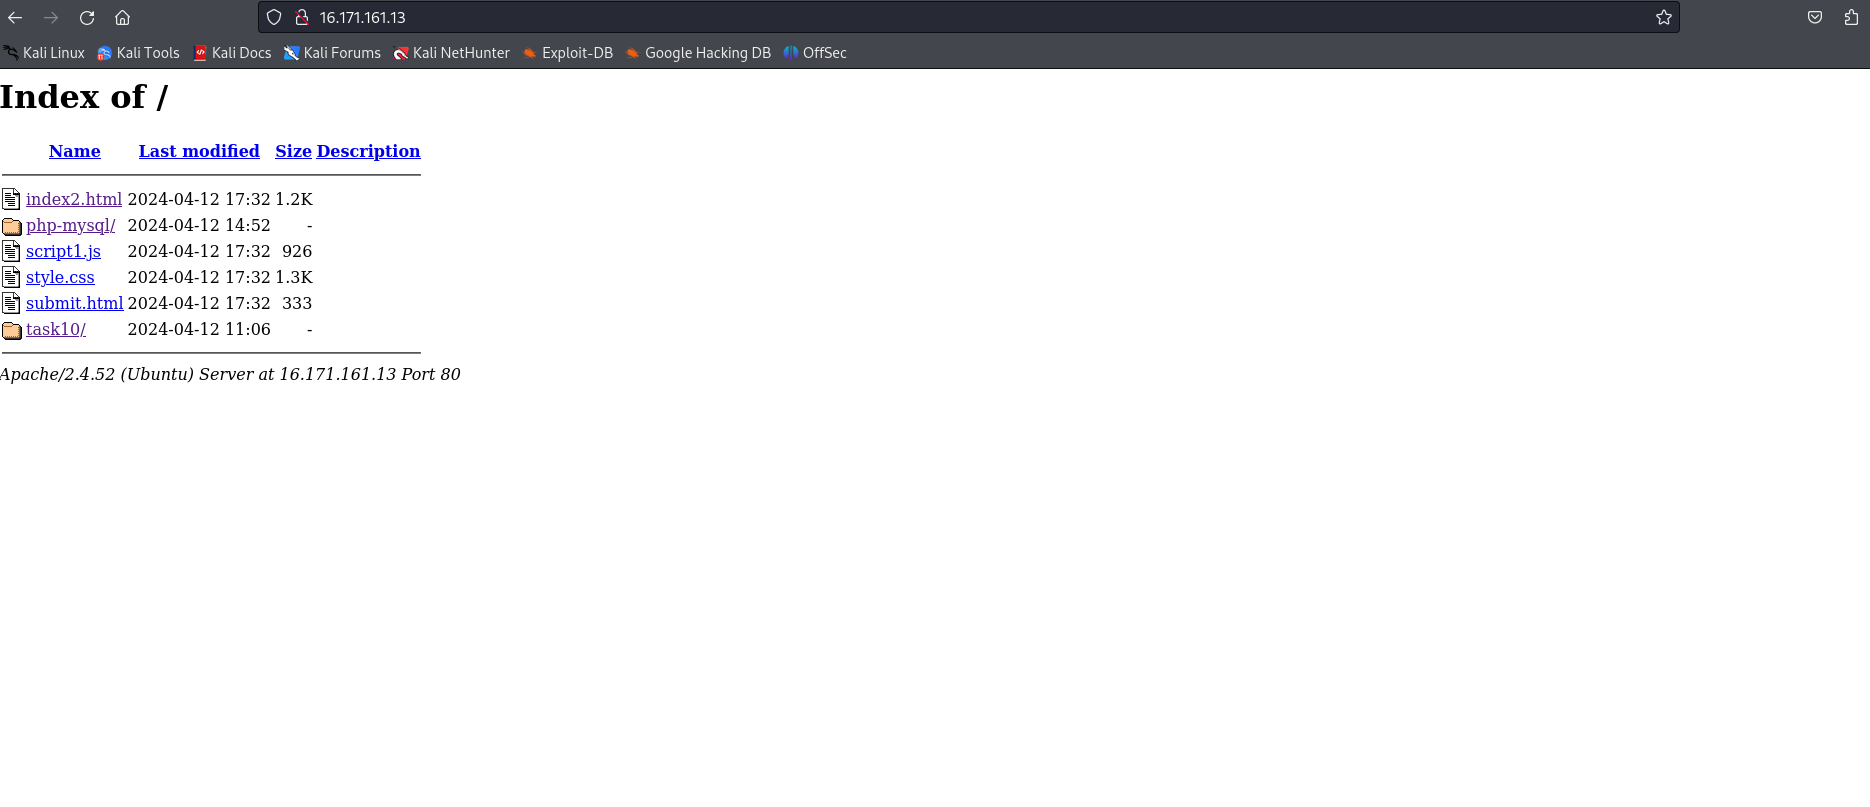 16.171.161.13
Kali Linux Kali Tools Kali Docs Kali Forums Kali NetHunter Exploit-DB Google Hacking DB OffSec
Index of /
Name Last modified Size Description
index2.html 2024-04-12 17:32 1.2K
php-mysql/ 2024-04-12 14:52 -
script1.js 2024-04-12 17:32 926
style.css 2024-04-12 17:32 1.3K
submit.html 2024-04-12 17:32 333
task10/ 2024-04-12 11:06 -
Apache/2.4.52 (Ubuntu) Server at 16.171.161.13 Port 80